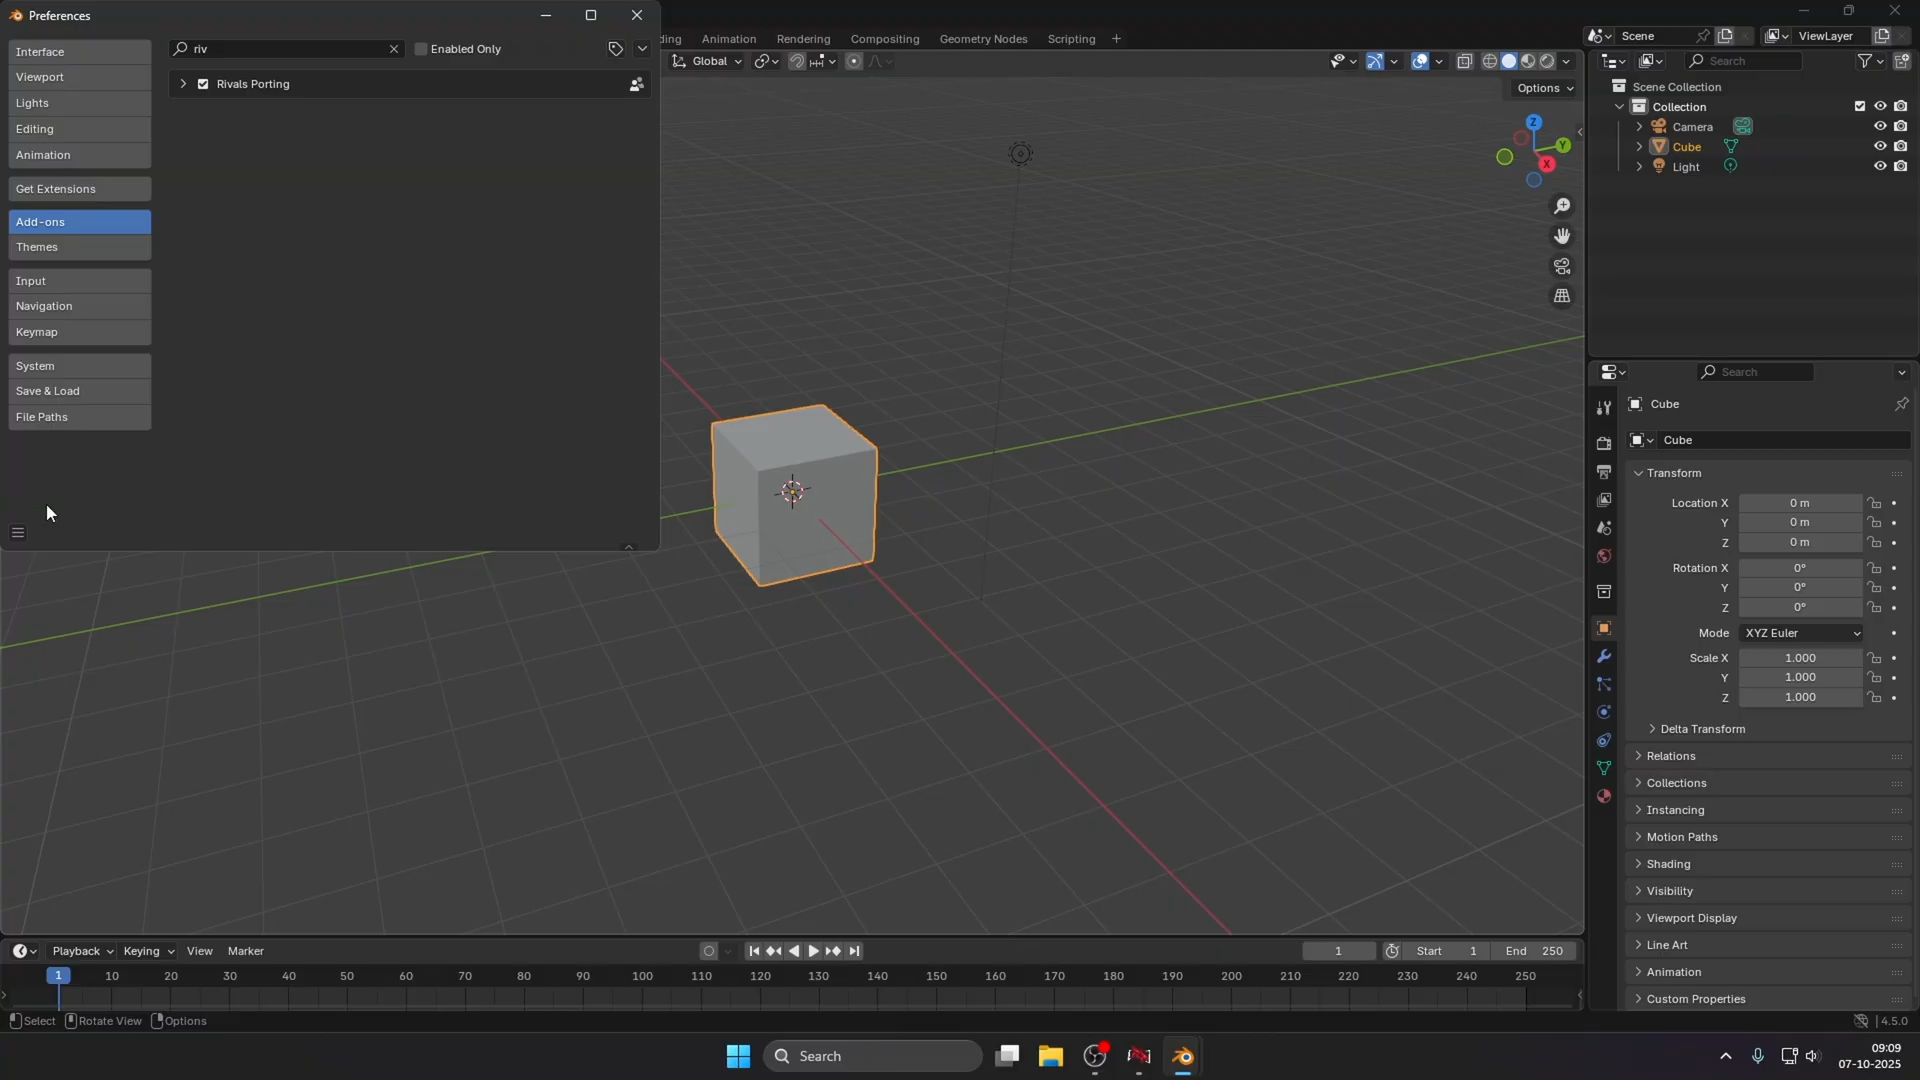 Preferences
Interface
Viewport
Lights
Editing
Animation
Get Extensions
Add-ons
Themes
Input
Navigation
Keymap
System
Save & Load
File Paths
riv
Enabled Only
Rivals Porting
ding
Animation
Rendering
Compositing
Geometry Nodes
Scripting
Scene
ViewLayer
Global
Options
Z
Y
X
Search
Scene Collection
Collection
Camera
Cube
Light
Search
Cube
Cube
Transform
Location X 0 m
Y 0 m
Z 0 m
Rotation X 0°
Y 0°
Z 0°
Mode XYZ Euler
Scale X 1.000
Y 1.000
Z 1.000
Delta Transform
Relations
Collections
Instancing
Motion Paths
Shading
Visibility
Viewport Display
Line Art
Animation
Custom Properties
Playback Keying View Marker 1 Start 1 End 250
1 10 20 30 40 50 60 70 80 90 100 110 120 130 140 150 160 170 180 190 200 210 220 230 240 250
Select Rotate View Options 4.5.0
Search
09:09
07-10-2025